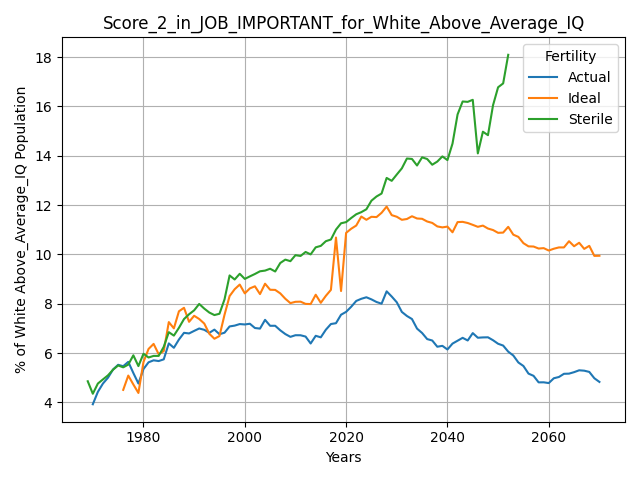 Score_2_in_JOB_IMPORTANT_for_White_Above_Average_IQ
% of White Above_Average_IQ Population
18
16
14
12
10
8
6
4
Fertility
Actual
Ideal
Sterile
1980
2000
2020
2040
2060
Years